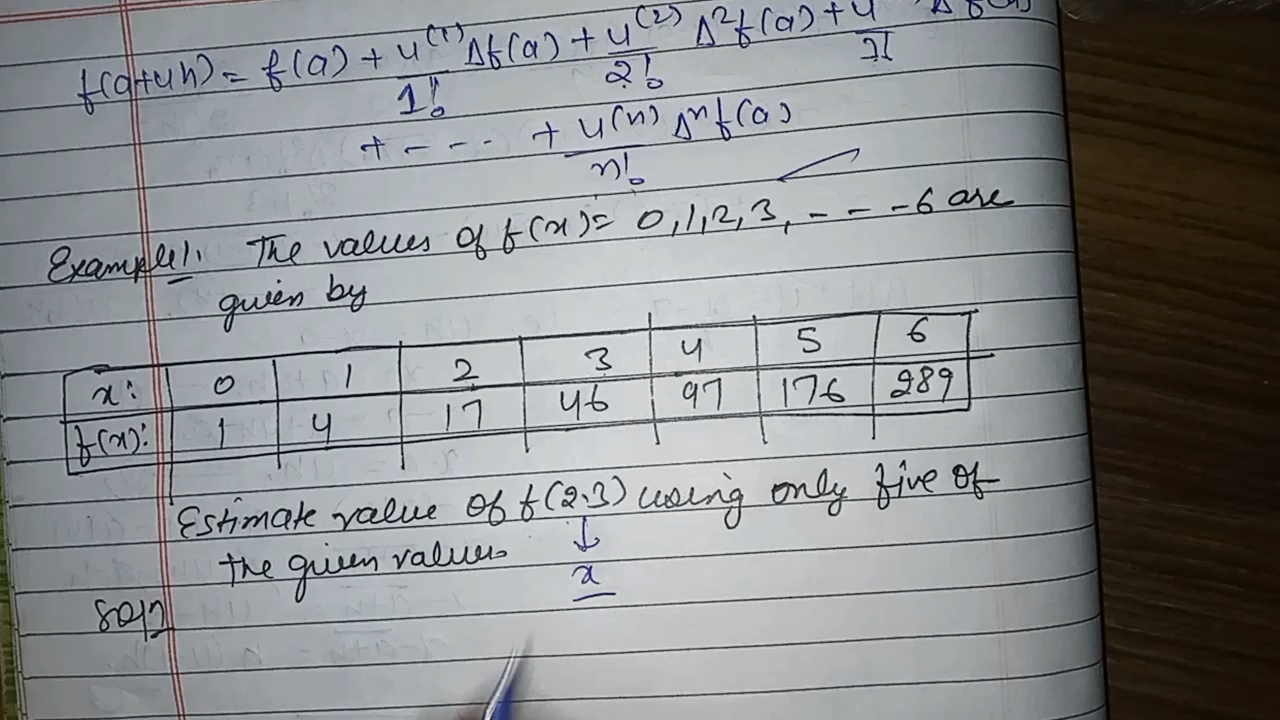 f(a+uh) = f(a) + u^(1)/1! Δf(a) + u^(2)/2! Δ²f(a) + u
+ - - - + u^(n)/n! Δⁿf(a)
Example 1. The values of f(x) = 0,1,2,3, - - - -6 are
given by
x: 0 1 2 3 4 5 6
f(x): 1 4 17 46 97 176 289
Estimate value of f(2.3) using only five of
the given values.
↓
x
Soln